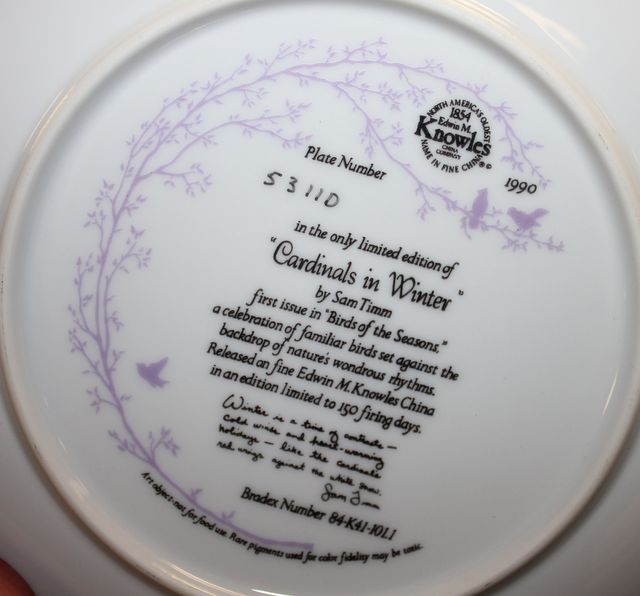 NORTH AMERICA'S OLDEST
1854
Edwin M.
Knowles
CHINA
COMPANY
NAME IN FINE CHINA
®©
1990
Plate Number
5311D
in the only limited edition of
"Cardinals in Winter"
by Sam Timm
first issue in "Birds of the Seasons,"
a celebration of familiar birds set against the
backdrop of nature's wondrous rhythms.
Released on fine Edwin M. Knowles China
in an edition limited to 150 firing days.
Winter is a time of contrasts—
cold winds and heart-warming
holidays — like the cardinals
red wings against the white snow.
Sam Timm
Bradex Number 84-K41-10L1
Art object-not for food use. Rare pigments used for color fidelity may be toxic.